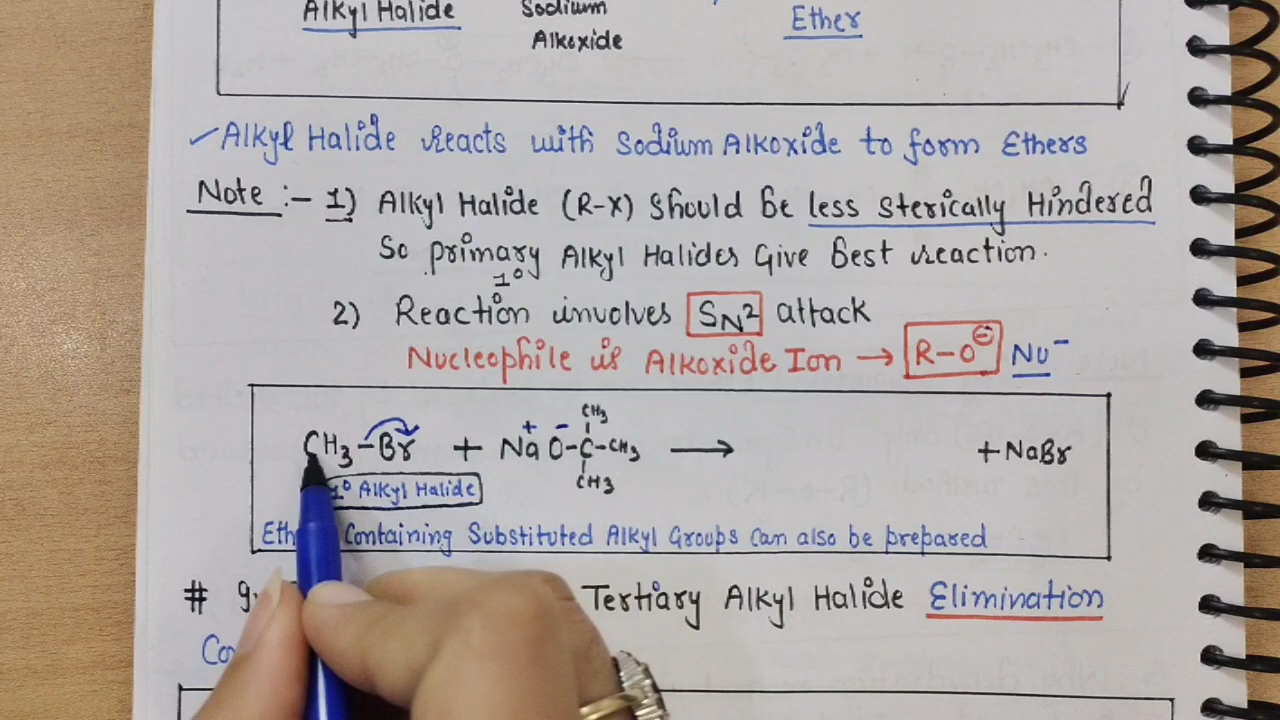 Alkyl Halide Sodium Ether
Alkoxide
✓Alkyl Halide reacts with Sodium Alkoxide to form Ethers
Note :- 1) Alkyl Halide (R-X) Should be less sterically Hindered
So primary Alkyl Halides Give Best reaction.
1°
2) Reaction involves SN2 attack
Nucleophile is Alkoxide Ion → R-O⊖ Nu⁻
CH3
CH3-Br + Na⁺ O⁻-C-CH3 → + NaBr
CH3
1° Alkyl Halide
Containing Substituted Alkyl Groups Can also be prepared
# Tertiary Alkyl Halide Elimination